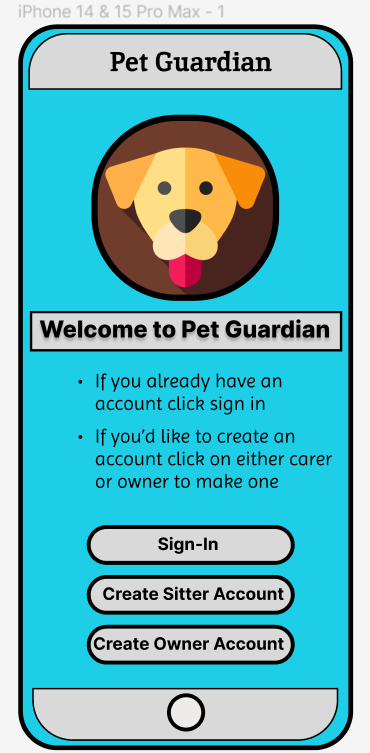 iPhone 14 & 15 Pro Max - 1
Pet Guardian
Welcome to Pet Guardian
• If you already have an
account click sign in
• If you’d like to create an
account click on either carer
or owner to make one
Sign-In
Create Sitter Account
Create Owner Account